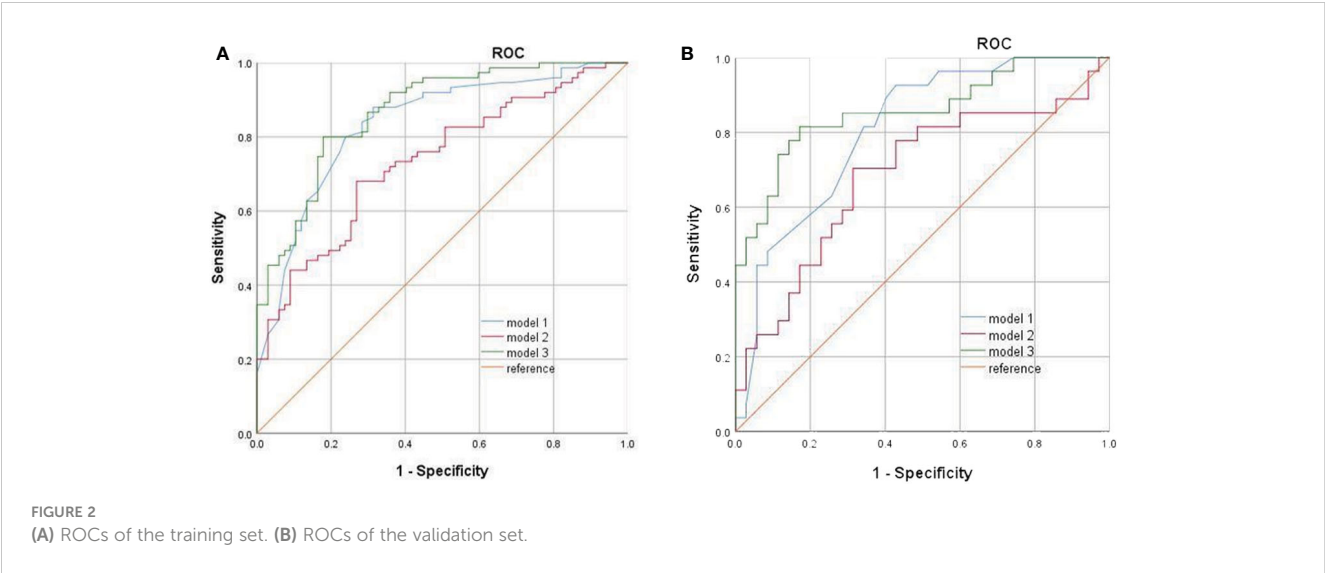 A
ROC
1.0
0.8
0.6
0.4
0.2
0.0
Sensitivity
0.0 0.2 0.4 0.6 0.8 1.0
1 - Specificity
model 1
model 2
model 3
reference
B
ROC
1.0
0.8
0.6
0.4
0.2
0.0
Sensitivity
0.0 0.2 0.4 0.6 0.8 1.0
1 - Specificity
model 1
model 2
model 3
reference
FIGURE 2
(A) ROCs of the training set. (B) ROCs of the validation set.